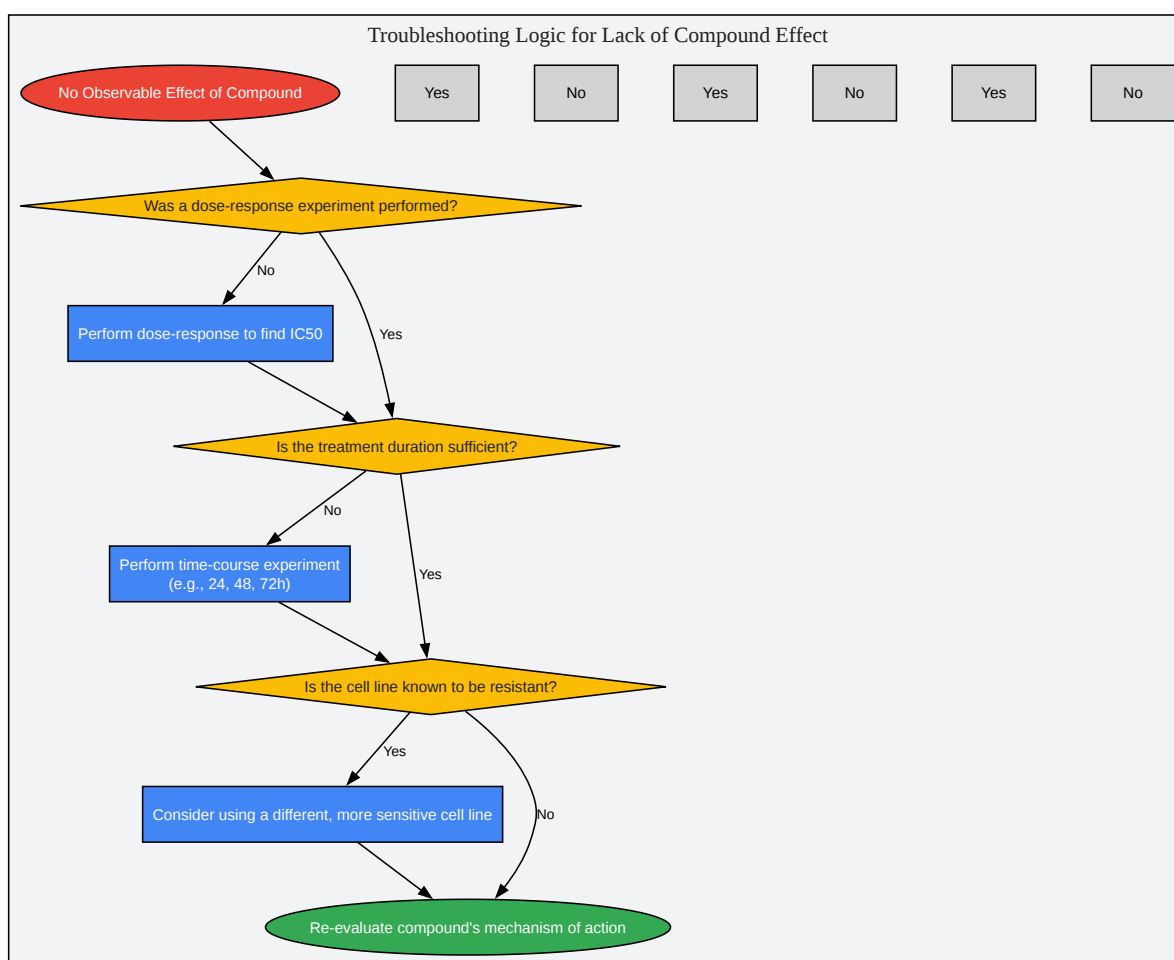 Troubleshooting Logic for Lack of Compound Effect
No Observable Effect of Compound
Yes
No
Yes
No
Yes
No
Was a dose-response experiment performed?
No
Perform dose-response to find IC50
Yes
Is the treatment duration sufficient?
No
Perform time-course experiment
(e.g., 24, 48, 72h)
Yes
Is the cell line known to be resistant?
Yes
Consider using a different, more sensitive cell line
No
Re-evaluate compound's mechanism of action